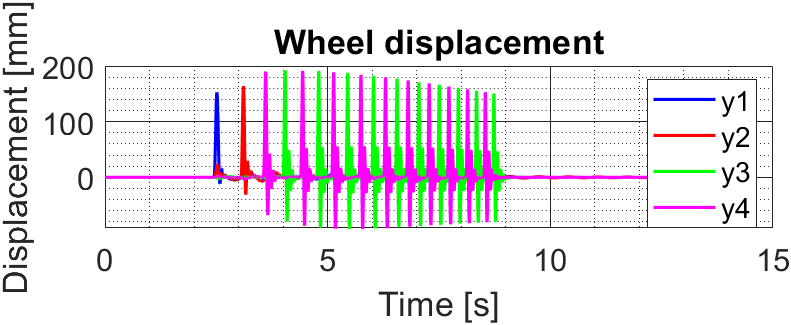 Wheel displacement
Displacement [mm]
200
100
0
0
5
10
15
Time [s]
y1
y2
y3
y4